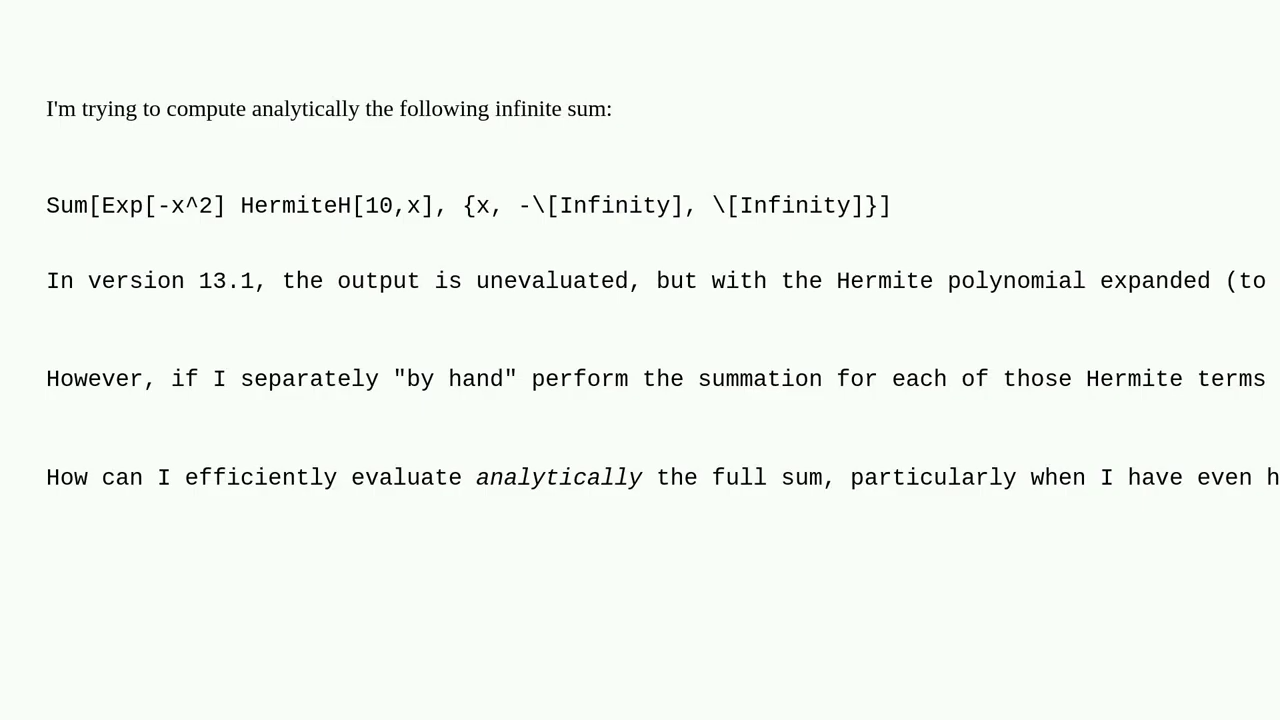 I'm trying to compute analytically the following infinite sum:
Sum[Exp[-x^2] HermiteH[10,x], {x, -\[Infinity], \[Infinity]}]
In version 13.1, the output is unevaluated, but with the Hermite polynomial expanded (to
However, if I separately "by hand" perform the summation for each of those Hermite terms
How can I efficiently evaluate analytically the full sum, particularly when I have even h